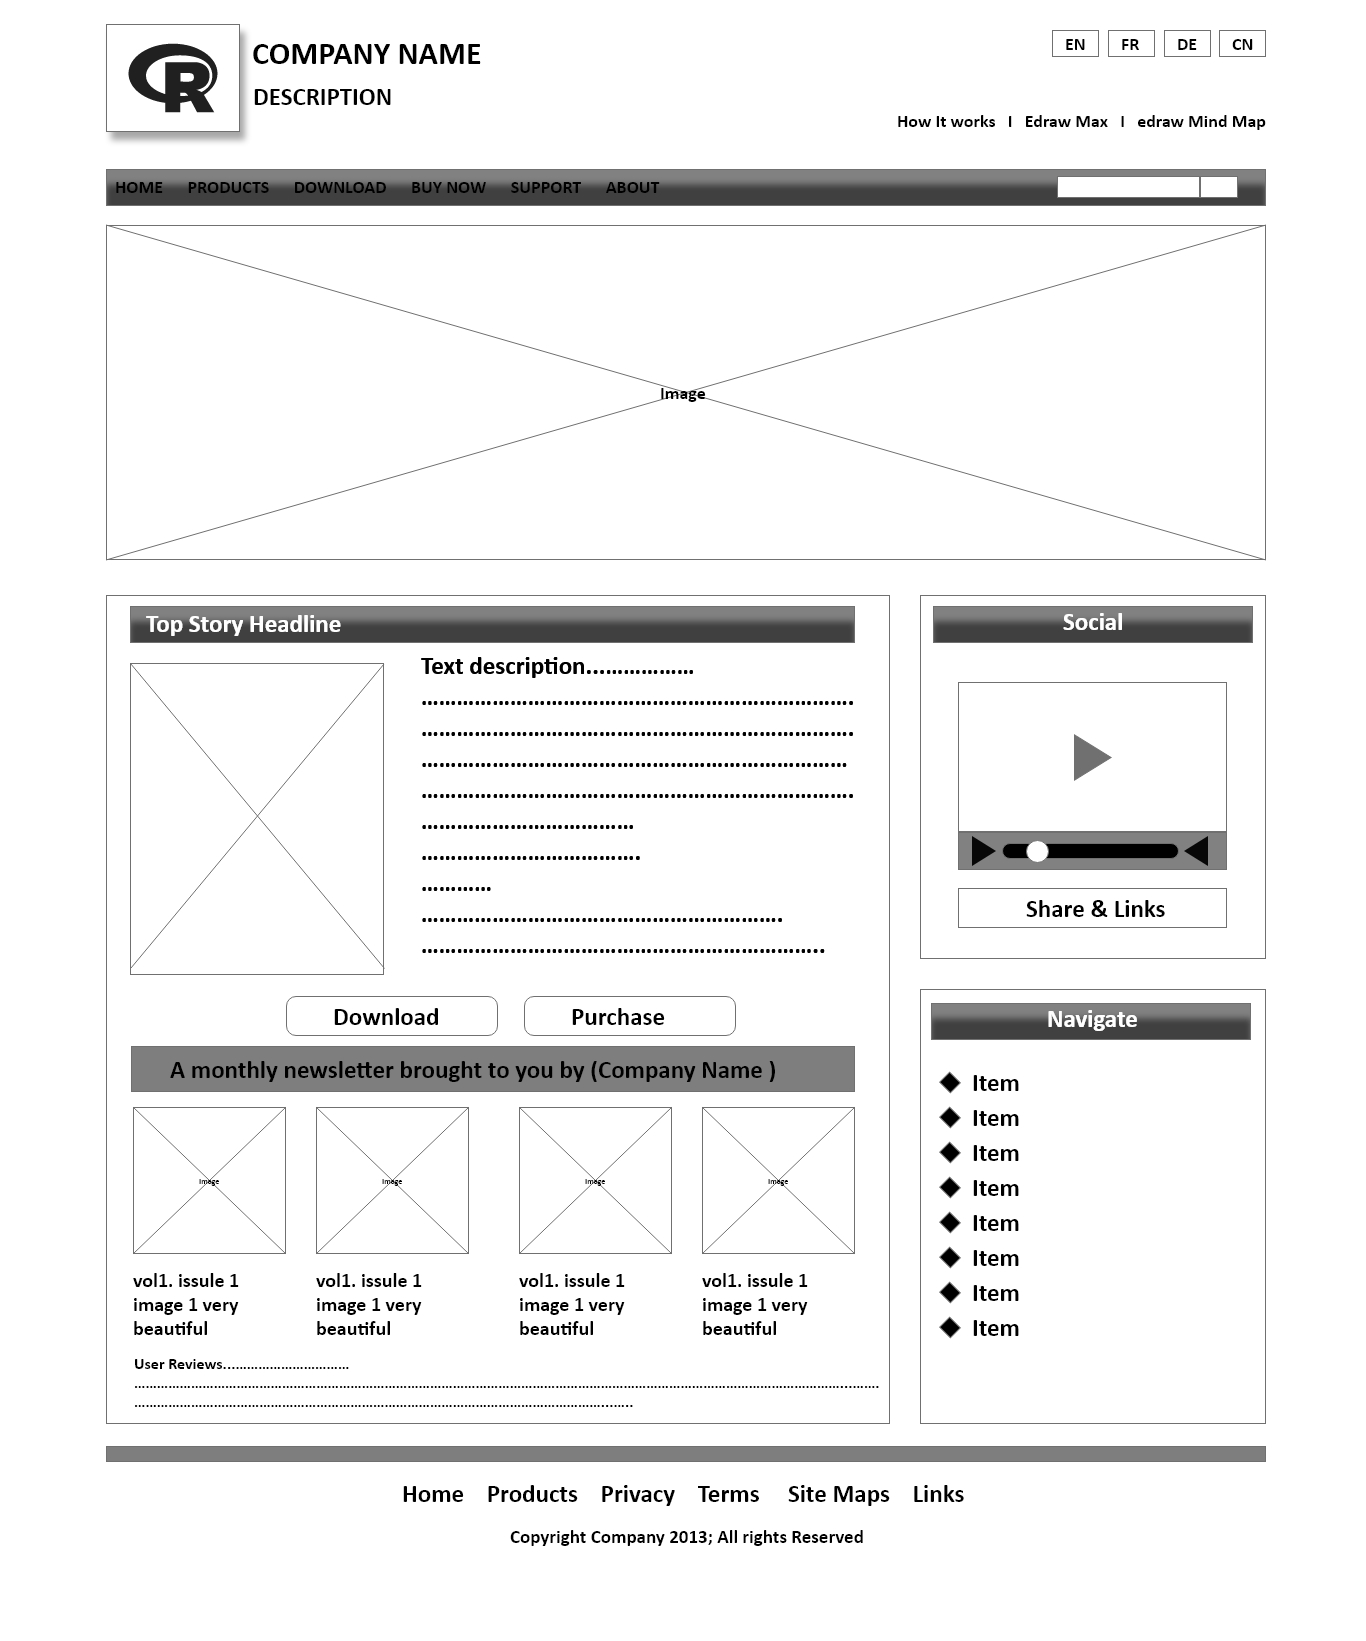 R
COMPANY NAME
DESCRIPTION
EN FR DE CN
How It works I Edraw Max I edraw Mind Map
HOME PRODUCTS DOWNLOAD BUY NOW SUPPORT ABOUT
Image
Top Story Headline
Text description..................
.........................................................................
.........................................................................
........................................................................
.........................................................................
....................................
.....................................
............
.............................................................
....................................................................
Download Purchase
A monthly newsletter brought to you by (Company Name )
Image Image Image Image
vol1. issule 1
image 1 very
beautiful
vol1. issule 1
image 1 very
beautiful
vol1. issule 1
image 1 very
beautiful
vol1. issule 1
image 1 very
beautiful
User Reviews.................................
................................................................................................................................................................................................
................................................................................................................................
Social
Share & Links
Navigate
Item
Item
Item
Item
Item
Item
Item
Item
Home Products Privacy Terms Site Maps Links
Copyright Company 2013; All rights Reserved